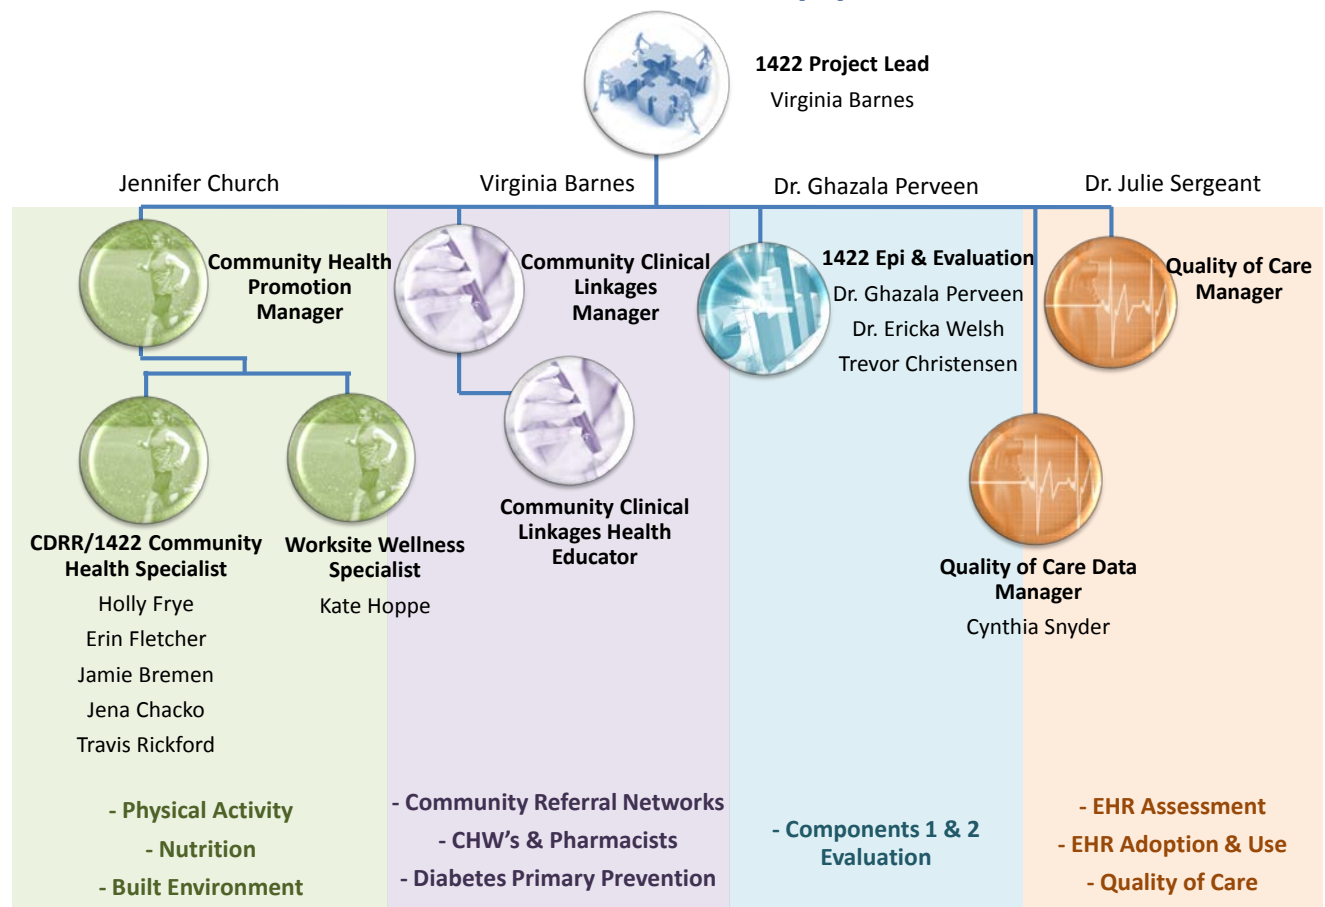 1422 Project Lead
Virginia Barnes
Jennifer Church
Virginia Barnes
Dr. Ghazala Perveen
Dr. Julie Sergeant
Community Health
Promotion
Manager
Community Clinical
Linkages
Manager
1422 Epi & Evaluation
Dr. Ghazala Perveen
Dr. Ericka Welsh
Trevor Christensen
Quality of Care
Manager
CDRR/1422 Community
Health Specialist
Holly Frye
Erin Fletcher
Jamie Bremen
Jena Chacko
Travis Rickford
Worksite Wellness
Specialist
Kate Hoppe
Community Clinical
Linkages Health
Educator
Quality of Care Data
Manager
Cynthia Snyder
- Physical Activity
- Nutrition
- Built Environment
- Community Referral Networks
- CHW's & Pharmacists
- Diabetes Primary Prevention
- Components 1 & 2
Evaluation
- EHR Assessment
- EHR Adoption & Use
- Quality of Care